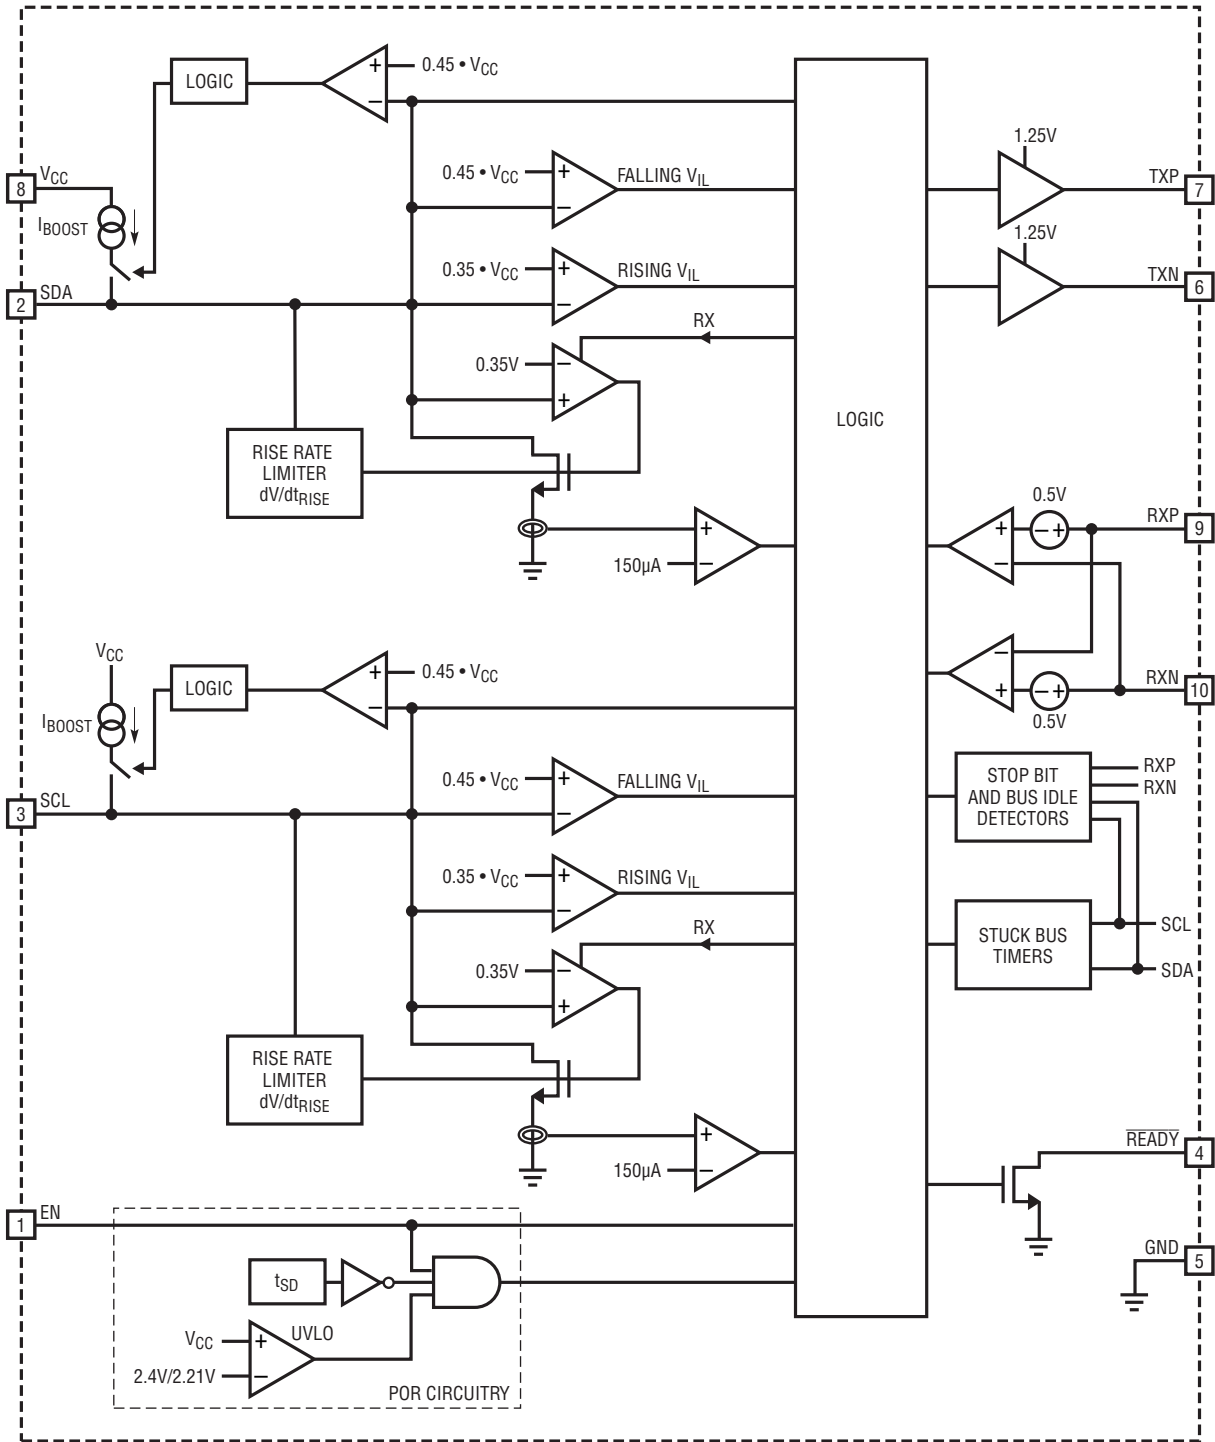 0.45 • VCC
+
LOGIC
−
1.25V
8
VCC
0.45 • VCC
+
FALLING VIL
−
TXP
7
IBOOST
1.25V
0.35 • VCC
+
RISING VIL
−
TXN
6
2
SDA
RX
0.35V
−
+
LOGIC
RISE RATE
LIMITER
dV/dtRISE
0.5V
+
− +
RXP
9
−
+
150µA
−
−
VCC
0.45 • VCC
+
LOGIC
−
+
− +
RXN
10
0.5V
IBOOST
0.45 • VCC
+
FALLING VIL
−
STOP BIT
AND BUS IDLE
DETECTORS
RXP
RXN
3
SCL
0.35 • VCC
+
RISING VIL
−
RX
STUCK BUS
TIMERS
SCL
SDA
0.35V
−
+
RISE RATE
LIMITER
dV/dtRISE
+
150µA
−
READY
4
1
EN
GND
5
tSD
UVLO
VCC
+
2.4V/2.21V
−
POR CIRCUITRY